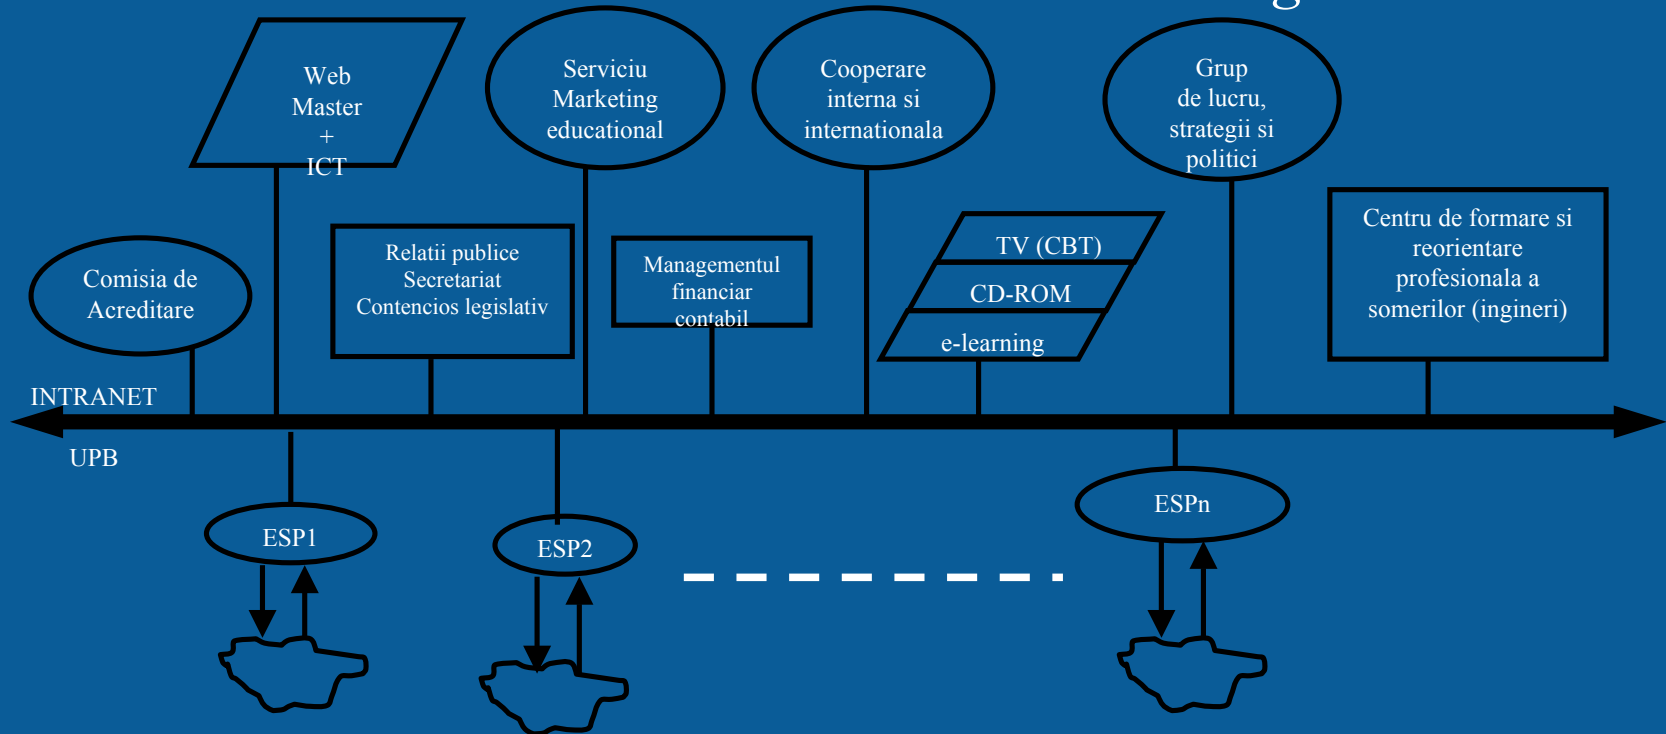 Web
Master
+
ICT
Serviciu
Marketing
educational
Cooperare
interna si
internationala
Grup
de lucru,
strategii si
politici
Comisia de
Acreditare
Relatii publice
Secretariat
Contencios legislativ
Managementul
financiar
contabil
TV (CBT)
CD-ROM
e-learning
Centru de formare si
reorientare
profesionala a
somerilor (ingineri)
INTRANET
UPB
ESP1
ESP2
ESPn